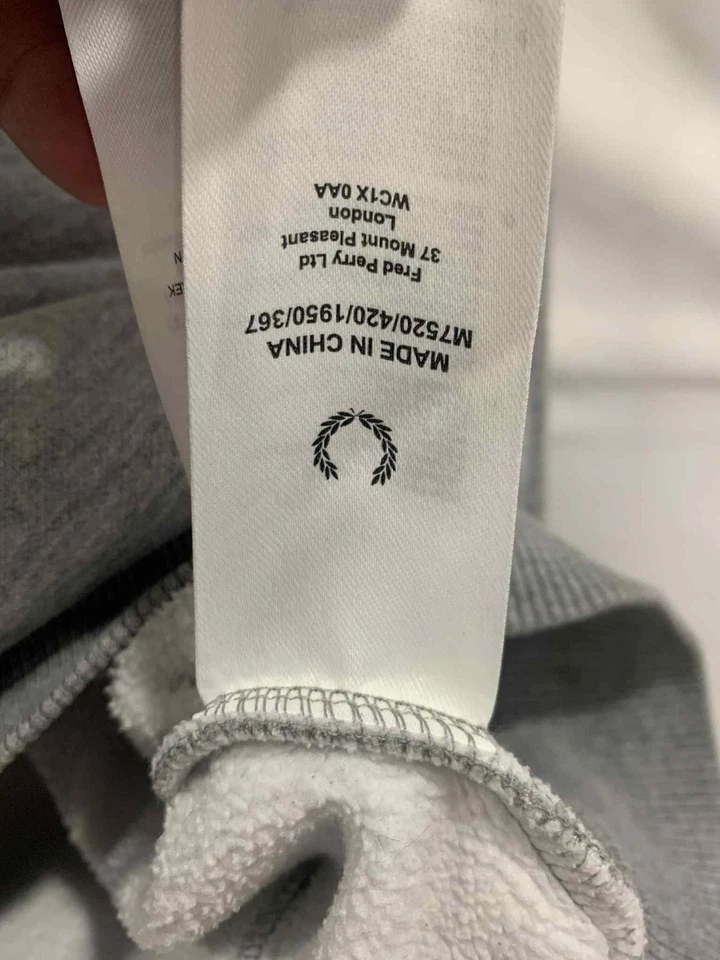 MADE IN CHINA
M7520/420/1950/367
Fred Perry Ltd
37 Mount Pleasant
London
WC1X 0AA